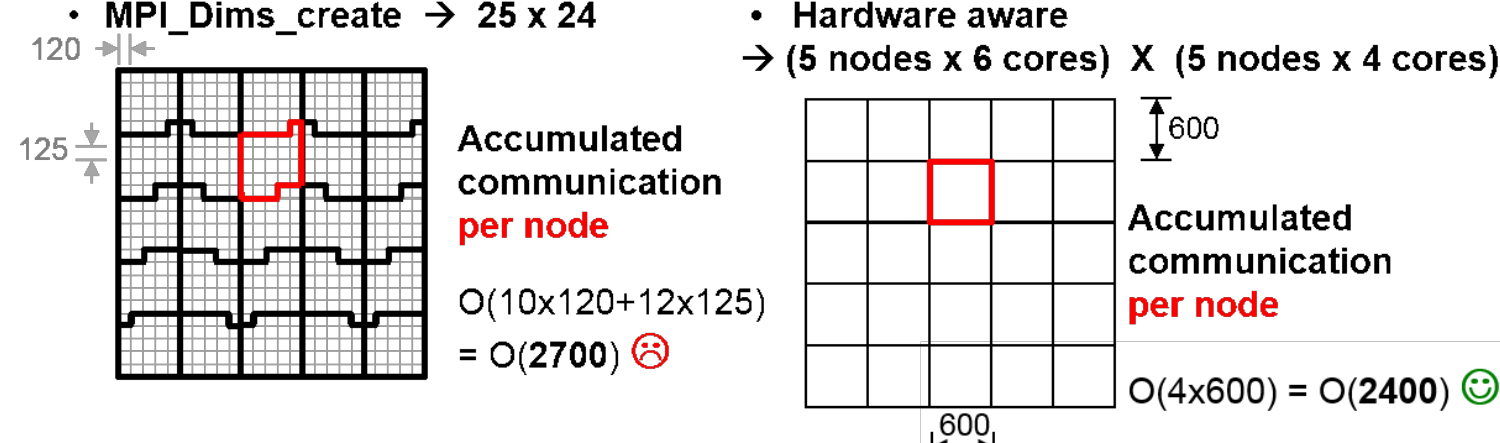 • MPI_Dims_create → 25 x 24
120
125
Accumulated
communication
per node
O(10x120+12x125)
= O(2700) ☹
• Hardware aware
→ (5 nodes x 6 cores) X (5 nodes x 4 cores)
600
Accumulated
communication
per node
O(4x600) = O(2400) ☺
600